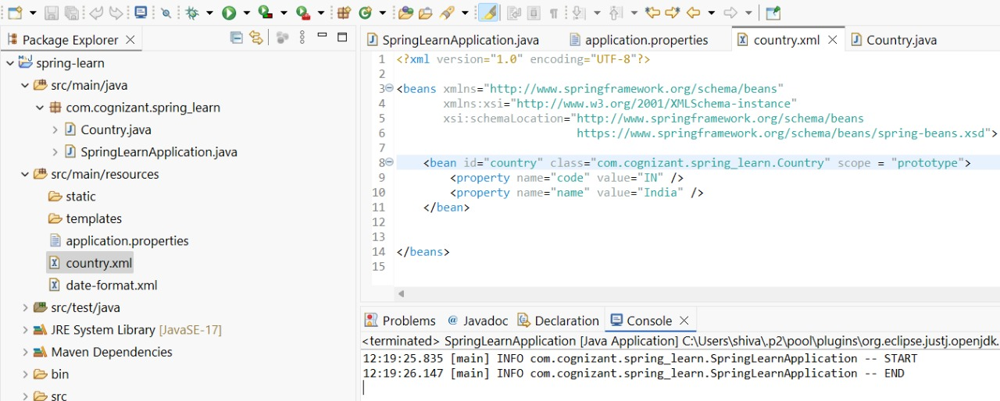 Package Explorer
spring-learn
src/main/java
com.cognizant.spring_learn
Country.java
SpringLearnApplication.java
src/main/resources
static
templates
application.properties
country.xml
date-format.xml
src/test/java
JRE System Library [JavaSE-17]
Maven Dependencies
bin
src
SpringLearnApplication.java application.properties country.xml Country.java
1 <?xml version="1.0" encoding="UTF-8"?>
2
3 <beans xmlns="http://www.springframework.org/schema/beans"
4 xmlns:xsi="http://www.w3.org/2001/XMLSchema-instance"
5 xsi:schemaLocation="http://www.springframework.org/schema/beans
6 https://www.springframework.org/schema/beans/spring-beans.xsd">
7
8 <bean id="country" class="com.cognizant.spring_learn.Country" scope = "prototype">
9 <property name="code" value="IN" />
10 <property name="name" value="India" />
11 </bean>
12
13
14 </beans>
15
Problems Javadoc Declaration Console
<terminated> SpringLearnApplication [Java Application] C:\Users\shiva\.p2\pool\plugins\org.eclipse.justj.openjdk.
12:19:25.835 [main] INFO com.cognizant.spring_learn.SpringLearnApplication -- START
12:19:26.147 [main] INFO com.cognizant.spring_learn.SpringLearnApplication -- END